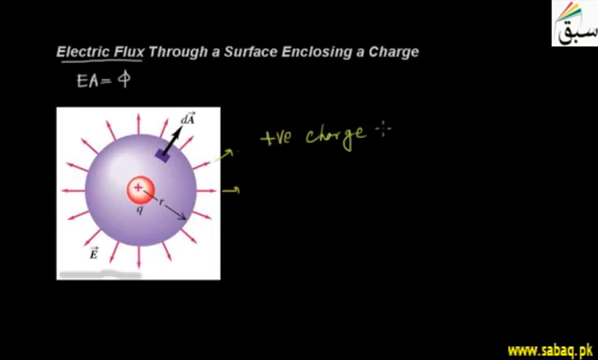 سبق
Electric Flux Through a Surface Enclosing a Charge
EA = ϕ
dA
+ve charge
+
q
r
E
www.sabaq.pk